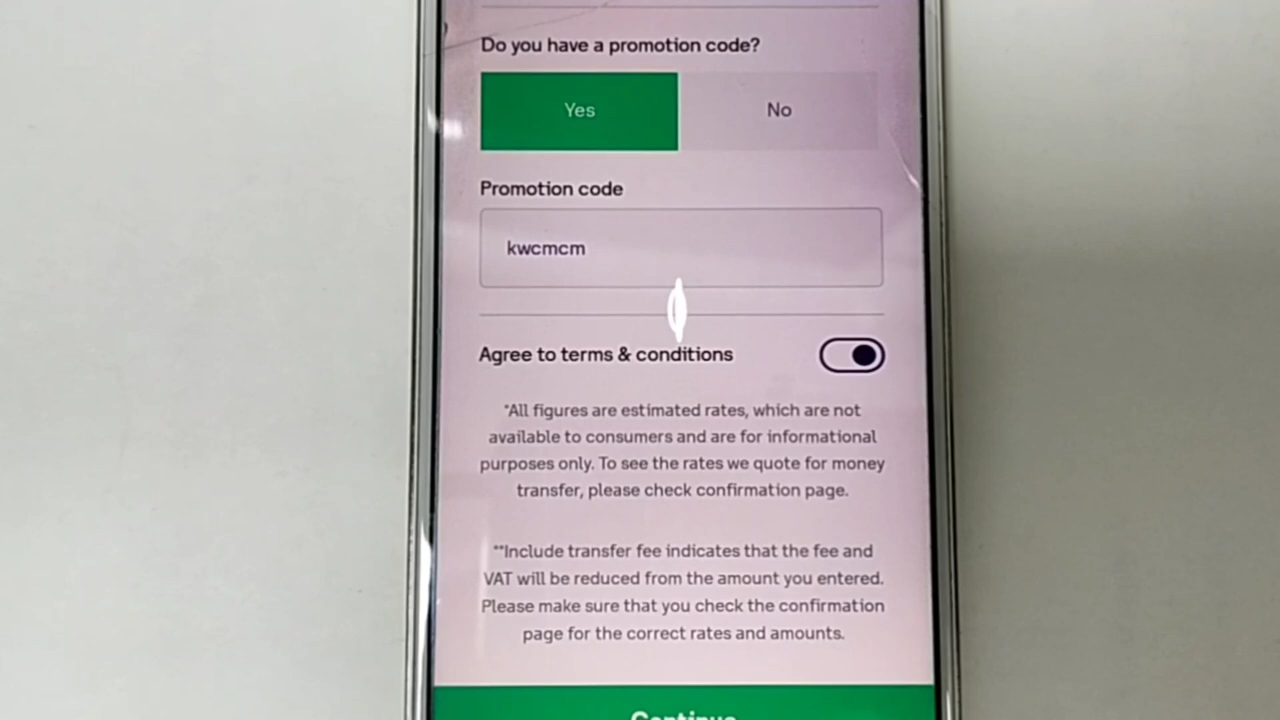 Do you have a promotion code?
Yes No
Promotion code
kwcmcm
Agree to terms & conditions
*All figures are estimated rates, which are not
available to consumers and are for informational
purposes only. To see the rates we quote for money
transfer, please check confirmation page.
**Include transfer fee indicates that the fee and
VAT will be reduced from the amount you entered.
Please make sure that you check the confirmation
page for the correct rates and amounts.
Continue